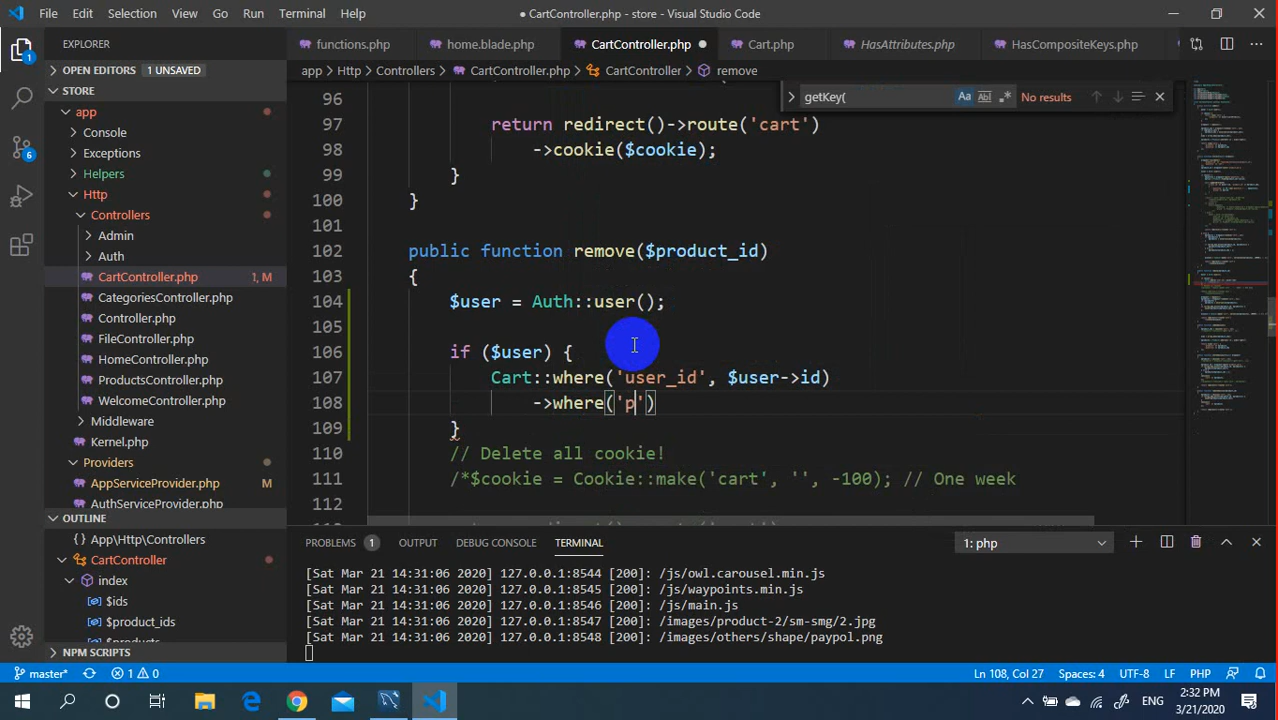 File Edit Selection View Go Run Terminal Help
● CartController.php - store - Visual Studio Code
EXPLORER
functions.php home.blade.php CartController.php ● Cart.php HasAttributes.php HasCompositeKeys.php
OPEN EDITORS 1 UNSAVED
app > Http > Controllers > CartController.php > CartController > remove
STORE
app
Console
Exceptions
Helpers
Http
Controllers
Admin
Auth
CartController.php 1, M
CategoriesController.php
Controller.php
FileController.php
HomeController.php
ProductsController.php
WelcomeController.php
Middleware
Kernel.php
Providers
AppServiceProvider.php M
AuthServiceProvider.php
OUTLINE
App\Http\Controllers
CartController
index
$ids
$product_ids
NPM SCRIPTS
1
6
getKey( Aa Abl .* No results
96
97 return redirect()->route('cart')
98 ->cookie($cookie);
99 }
100 }
101
102 public function remove($product_id)
103 {
104 $user = Auth::user();
105
106 if ($user) {
107 Cart::where('user_id', $user->id)
108 ->where('p')
109 }
110 // Delete all cookie!
111 /*$cookie = Cookie::make('cart', '', -100); // One week
112
PROBLEMS 1 OUTPUT DEBUG CONSOLE TERMINAL 1: php
[Sat Mar 21 14:31:06 2020] 127.0.0.1:8544 [200]: /js/owl.carousel.min.js
[Sat Mar 21 14:31:06 2020] 127.0.0.1:8545 [200]: /js/waypoints.min.js
[Sat Mar 21 14:31:06 2020] 127.0.0.1:8546 [200]: /js/main.js
[Sat Mar 21 14:31:06 2020] 127.0.0.1:8547 [200]: /images/product-2/sm-smg/2.jpg
[Sat Mar 21 14:31:06 2020] 127.0.0.1:8548 [200]: /images/others/shape/paypol.png
master* 1 0 Ln 108, Col 27 Spaces: 4 UTF-8 LF PHP
ENG 2:32 PM
3/21/2020